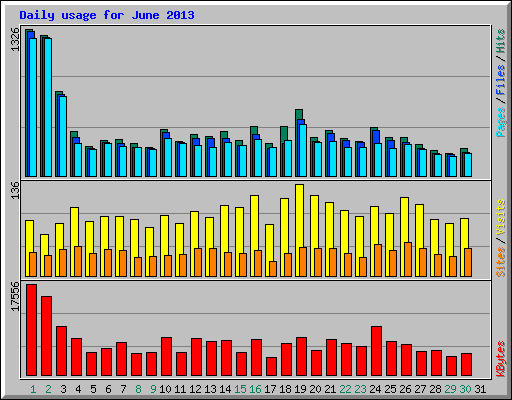 Daily usage for June 2013
1326
Pages / Files / Hits
136
Sites / Visits
17556
KBytes
1 2 3 4 5 6 7 8 9 10 11 12 13 14 15 16 17 18 19 20 21 22 23 24 25 26 27 28 29 30 31